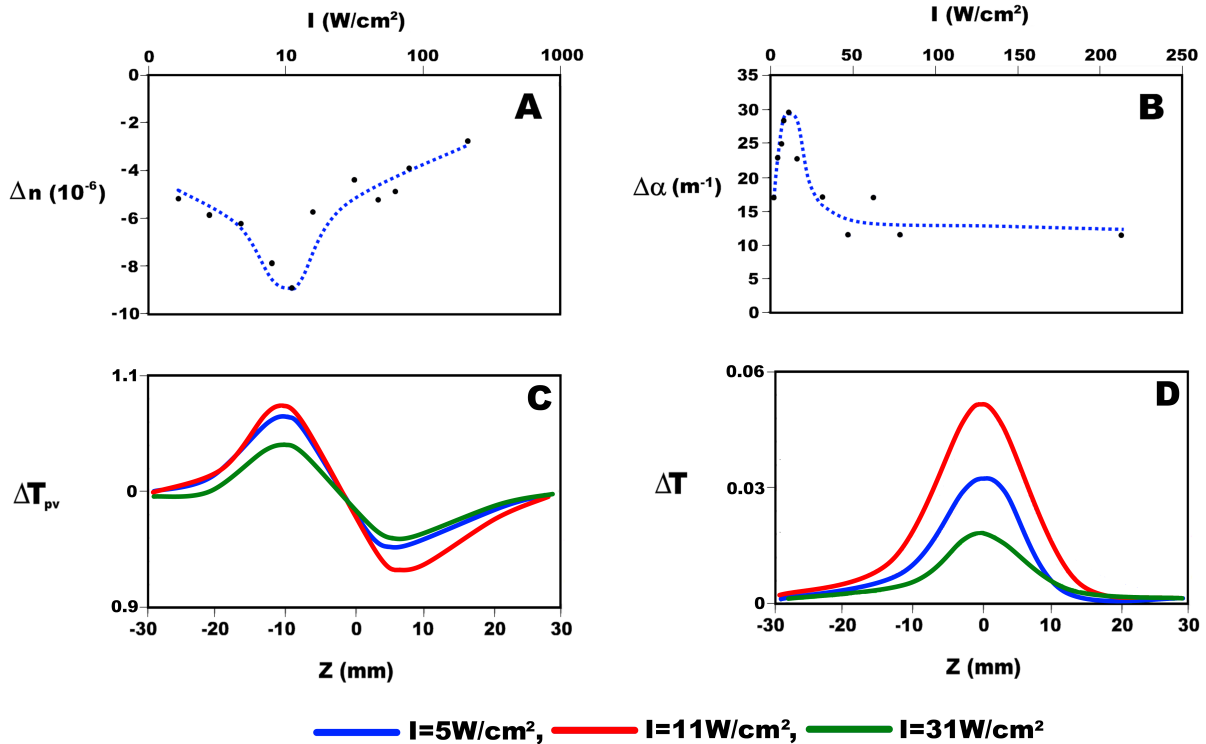 I (W/cm²)
0 10 100 1000
0
-2
-4
-6
-8
-10
Δn (10⁻⁶)
A
I (W/cm²)
0 50 100 150 200 250
35
30
25
20
15
10
5
0
Δα (m⁻¹)
B
1.1
0
0.9
ΔTpv
C
-30 -20 -10 0 10 20 30
Z (mm)
0.06
0.03
0
ΔT
D
-30 -20 -10 0 10 20 30
Z (mm)
I=5W/cm², I=11W/cm², I=31W/cm²